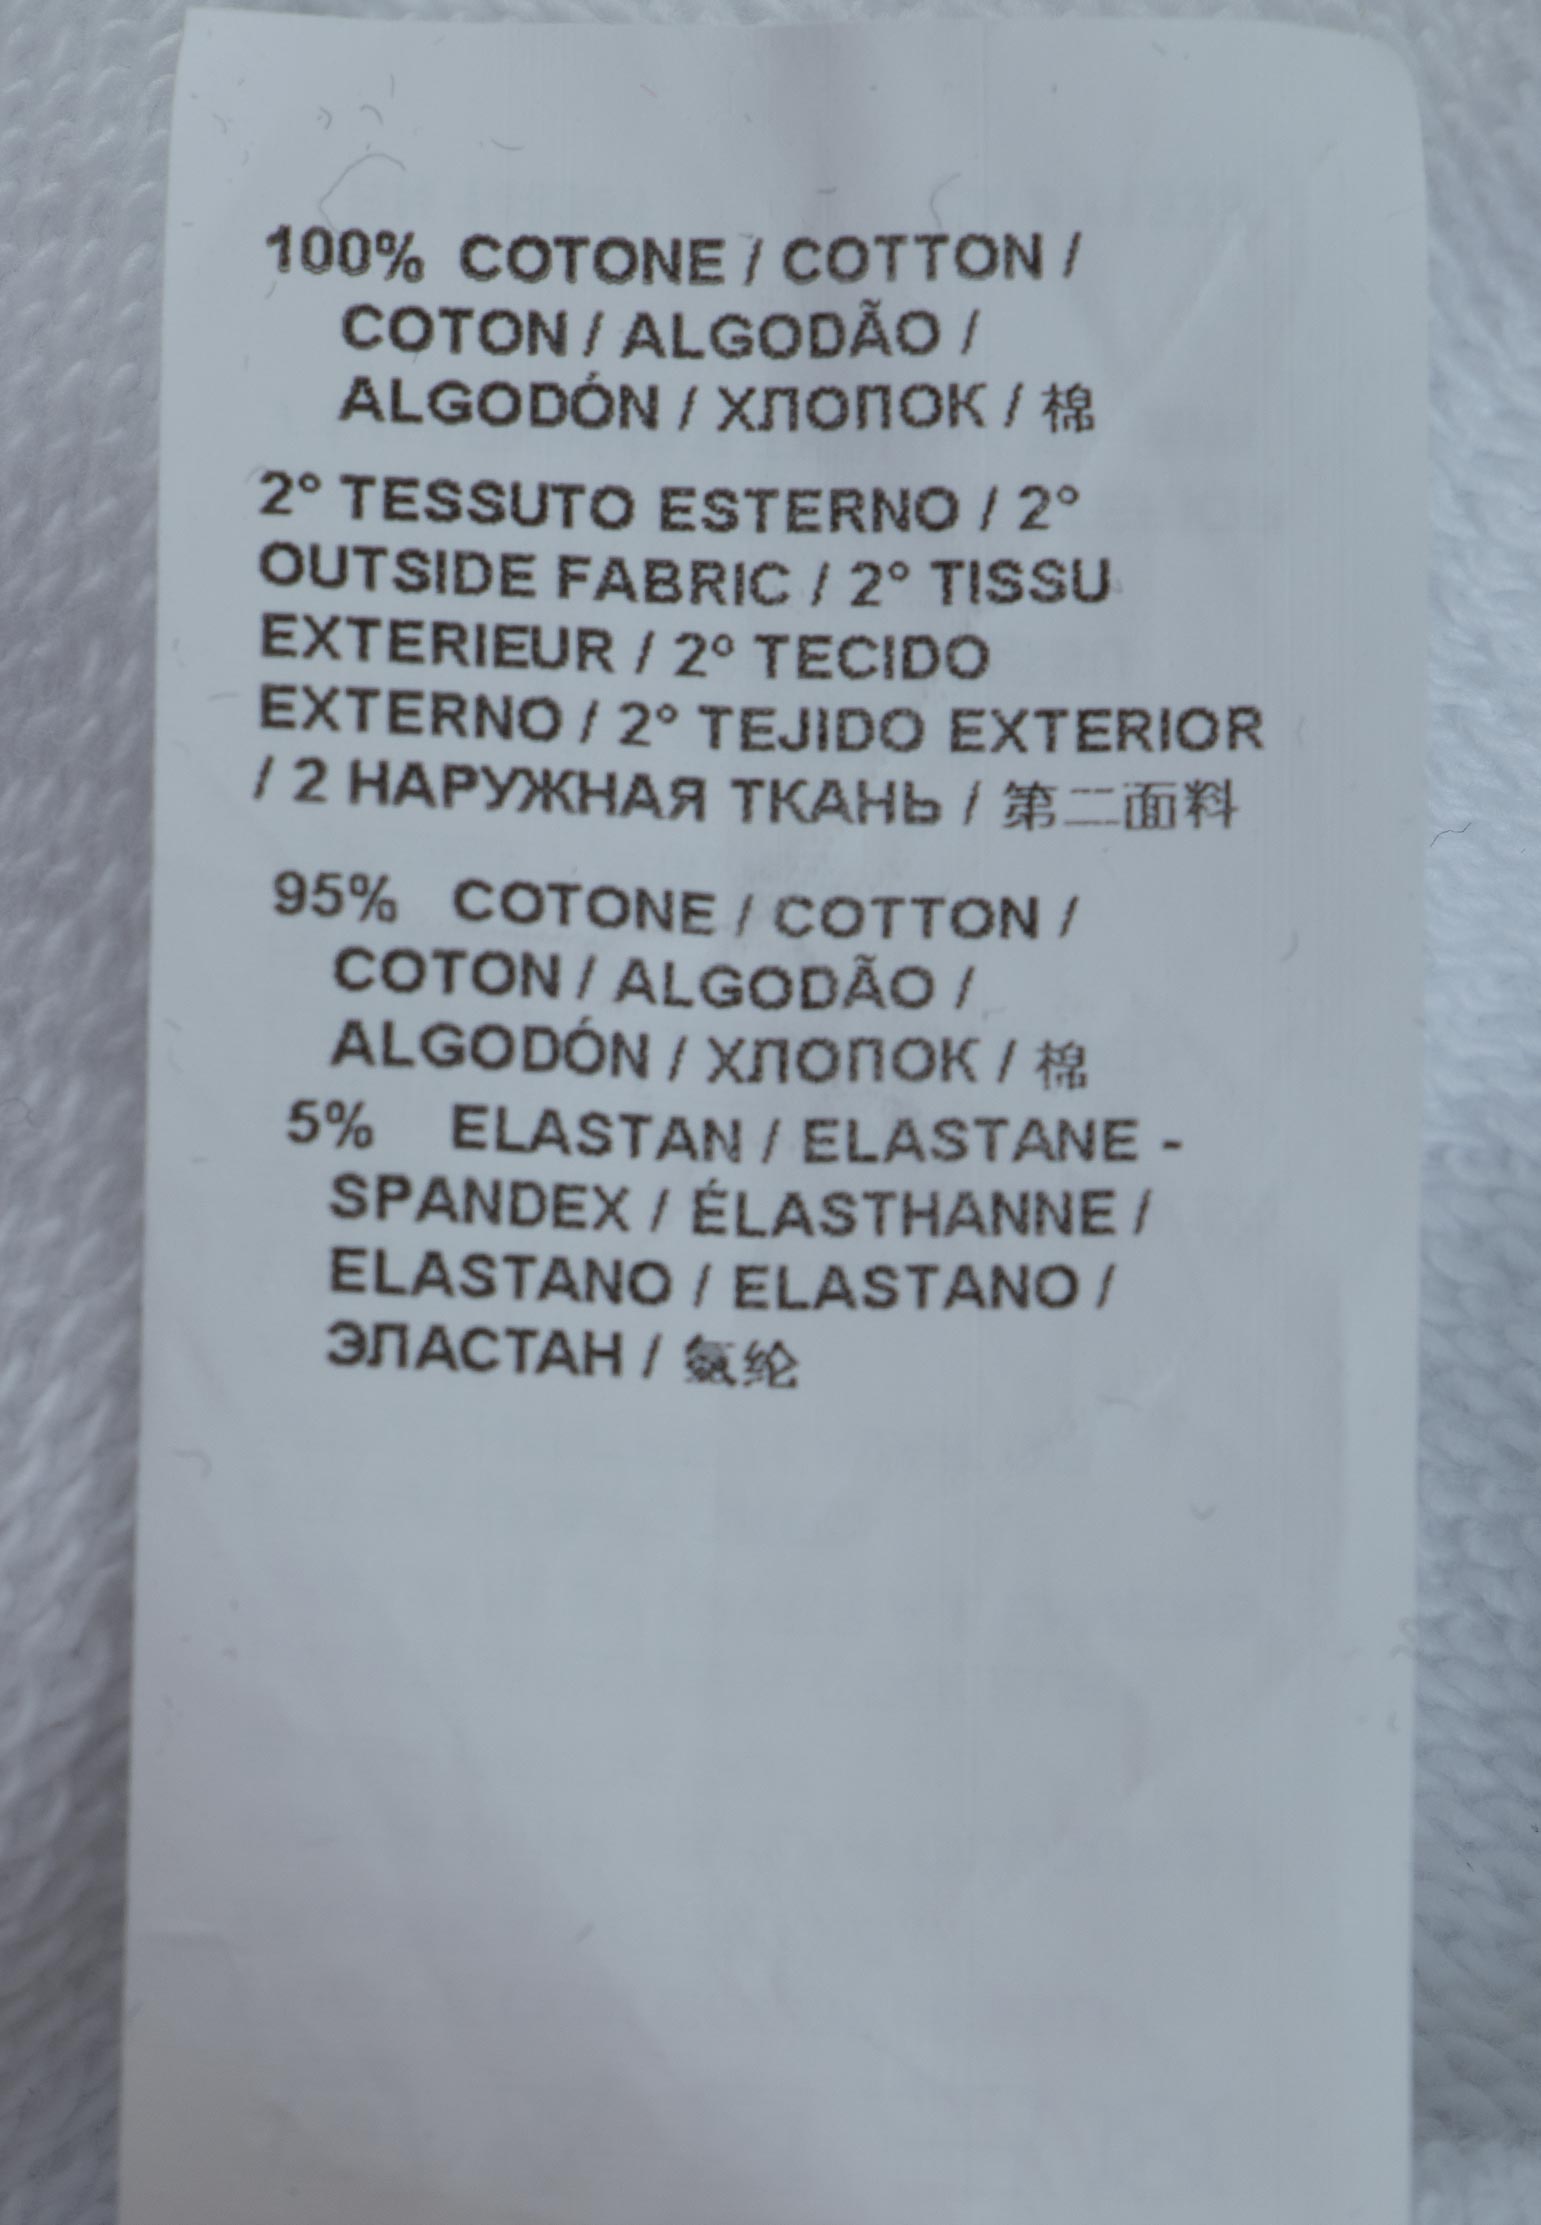 100% COTONE / COTTON /
COTON / ALGODÃO /
ALGODÓN / ХЛОПОК / 棉
2° TESSUTO ESTERNO / 2°
OUTSIDE FABRIC / 2° TISSU
EXTERIEUR / 2º TECIDO
EXTERNO / 2° TEJIDO EXTERIOR
/ 2 НАРУЖНАЯ ТКАНЬ / 第二面料
95% COTONE / COTTON /
COTON / ALGODÃO /
ALGODÓN / ХЛОПОК / 棉
5% ELASTAN / ELASTANE -
SPANDEX / ÉLASTHANNE /
ELASTANO / ELASTANO /
ЭЛАСТАН / 氨纶